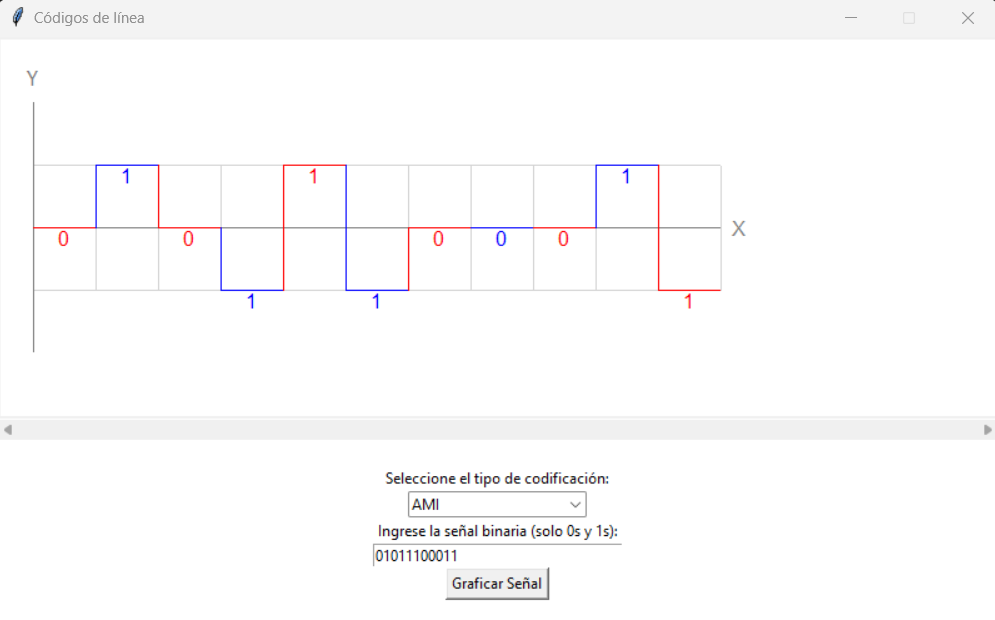 Códigos de línea
Y
1 1 1
0 0 0 0 0 X
1 1 1
Seleccione el tipo de codificación:
AMI
Ingrese la señal binaria (solo 0s y 1s):
01011100011
Graficar Señal